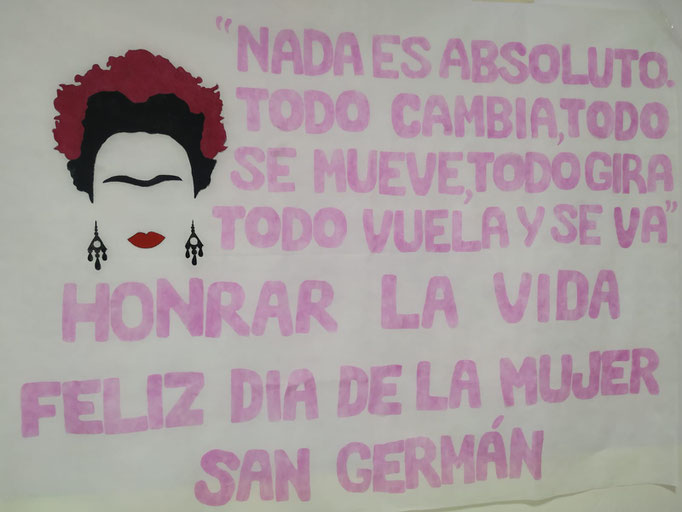 "NADA ES ABSOLUTO.
TODO CAMBIA, TODO
SE MUEVE, TODO GIRA
TODO VUELA Y SE VA"
HONRAR LA VIDA
FELIZ DIA DE LA MUJER
SAN GERMÁN